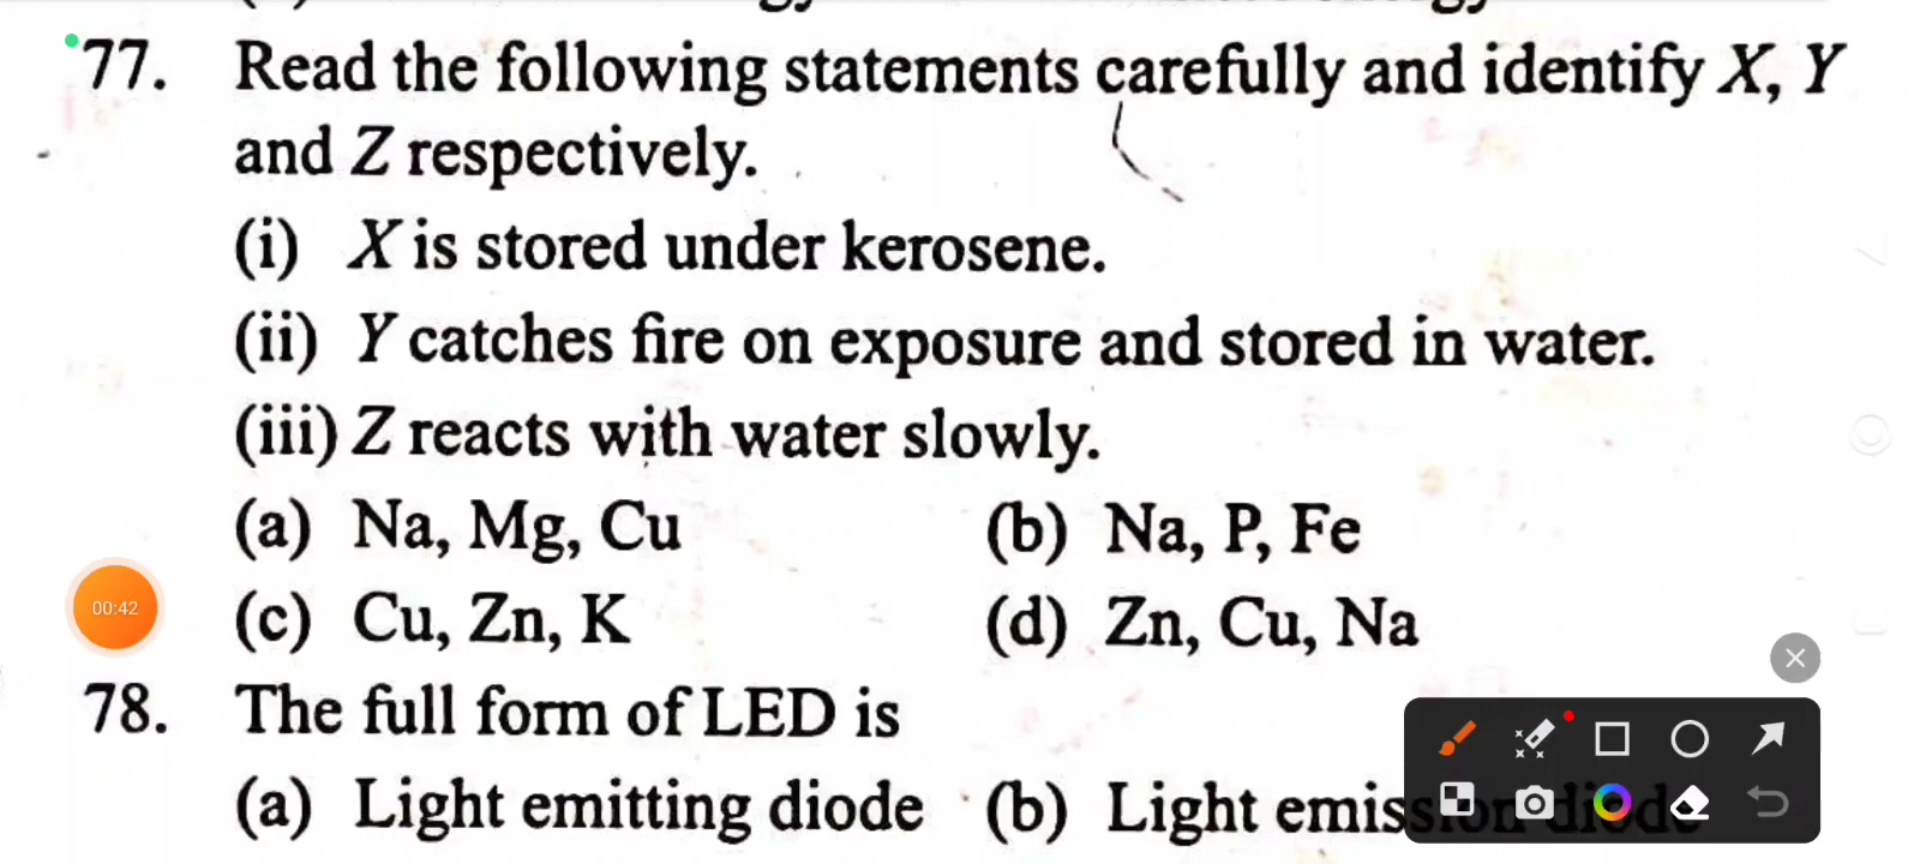 77. Read the following statements carefully and identify X, Y
and Z respectively.
(i) X is stored under kerosene.
(ii) Y catches fire on exposure and stored in water.
(iii) Z reacts with water slowly.
(a) Na, Mg, Cu (b) Na, P, Fe
(c) Cu, Zn, K (d) Zn, Cu, Na
00:42
78. The full form of LED is
(a) Light emitting diode (b) Light emission diode